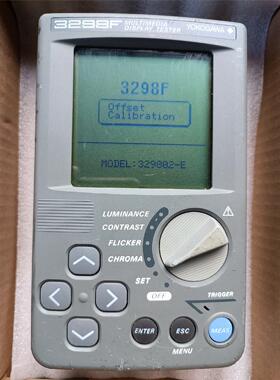 3298F MULTIMEDIA DISPLAY TESTER YOKOGAWA
3298F
Offset
Calibration
MODEL:329802-E
LUMINANCE
CONTRAST
FLICKER
CHROMA
SET
OFF
TRIGGER
ENTER
ESC
MEAS
MENU